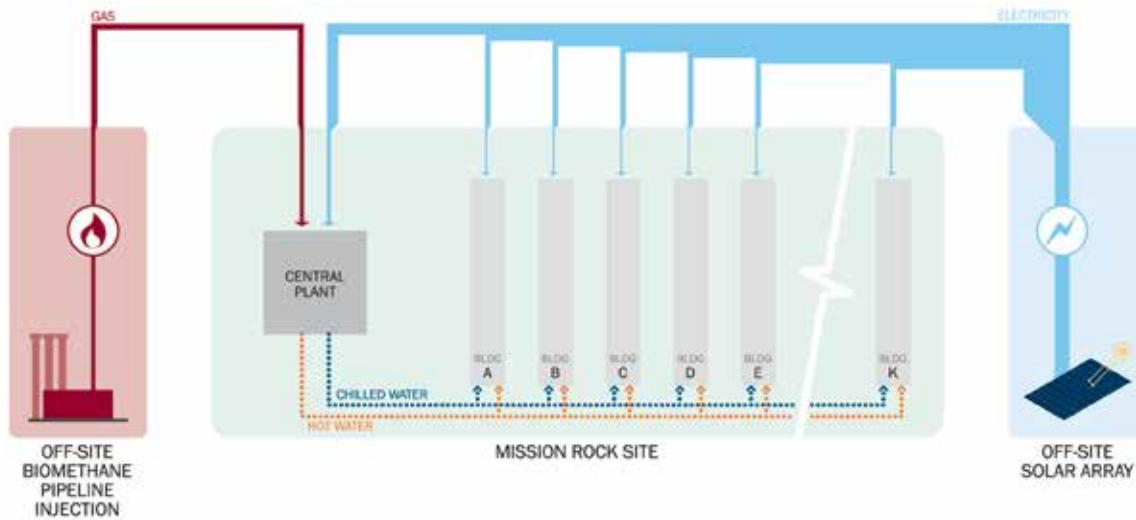 GAS
ELECTRICITY
CENTRAL
PLANT
BLDG
A
BLDG
B
BLDG
C
BLDG
D
BLDG
E
BLDG
K
CHILLED WATER
HOT WATER
OFF-SITE
BIOMETHANE
PIPELINE
INJECTION
MISSION ROCK SITE
OFF-SITE
SOLAR ARRAY